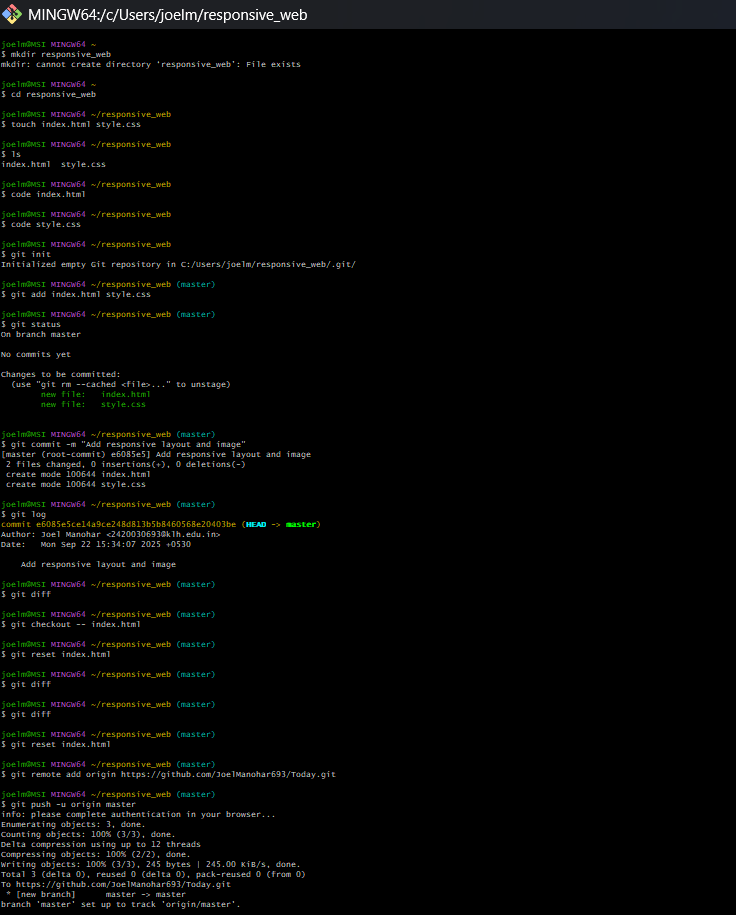 MINGW64:/c/Users/joelm/responsive_web
joelm@MSI MINGW64 ~
$ mkdir responsive_web
mkdir: cannot create directory 'responsive_web': File exists
joelm@MSI MINGW64 ~
$ cd responsive_web
joelm@MSI MINGW64 ~/responsive_web
$ touch index.html style.css
joelm@MSI MINGW64 ~/responsive_web
$ ls
index.html  style.css
joelm@MSI MINGW64 ~/responsive_web
$ code index.html
joelm@MSI MINGW64 ~/responsive_web
$ code style.css
joelm@MSI MINGW64 ~/responsive_web
$ git init
Initialized empty Git repository in C:/Users/joelm/responsive_web/.git/
joelm@MSI MINGW64 ~/responsive_web (master)
$ git add index.html style.css
joelm@MSI MINGW64 ~/responsive_web (master)
$ git status
On branch master
No commits yet
Changes to be committed:
  (use "git rm --cached <file>..." to unstage)
        new file:   index.html
        new file:   style.css
joelm@MSI MINGW64 ~/responsive_web (master)
$ git commit -m "Add responsive layout and image"
[master (root-commit) e6085e5] Add responsive layout and image
 2 files changed, 0 insertions(+), 0 deletions(-)
 create mode 100644 index.html
 create mode 100644 style.css
joelm@MSI MINGW64 ~/responsive_web (master)
$ git log
commit e6085e5ce14a9ce248d813b5b8460568e20403be (HEAD -> master)
Author: Joel Manohar <2420030693@klh.edu.in>
Date:   Mon Sep 22 15:34:07 2025 +0530
    Add responsive layout and image
joelm@MSI MINGW64 ~/responsive_web (master)
$ git diff
joelm@MSI MINGW64 ~/responsive_web (master)
$ git checkout -- index.html
joelm@MSI MINGW64 ~/responsive_web (master)
$ git reset index.html
joelm@MSI MINGW64 ~/responsive_web (master)
$ git diff
joelm@MSI MINGW64 ~/responsive_web (master)
$ git diff
joelm@MSI MINGW64 ~/responsive_web (master)
$ git reset index.html
joelm@MSI MINGW64 ~/responsive_web (master)
$ git remote add origin https://github.com/JoelManohar693/Today.git
joelm@MSI MINGW64 ~/responsive_web (master)
$ git push -u origin master
info: please complete authentication in your browser...
Enumerating objects: 3, done.
Counting objects: 100% (3/3), done.
Delta compression using up to 12 threads
Compressing objects: 100% (2/2), done.
Writing objects: 100% (3/3), 245 bytes | 245.00 KiB/s, done.
Total 3 (delta 0), reused 0 (delta 0), pack-reused 0 (from 0)
To https://github.com/JoelManohar693/Today.git
 * [new branch]      master -> master
branch 'master' set up to track 'origin/master'.